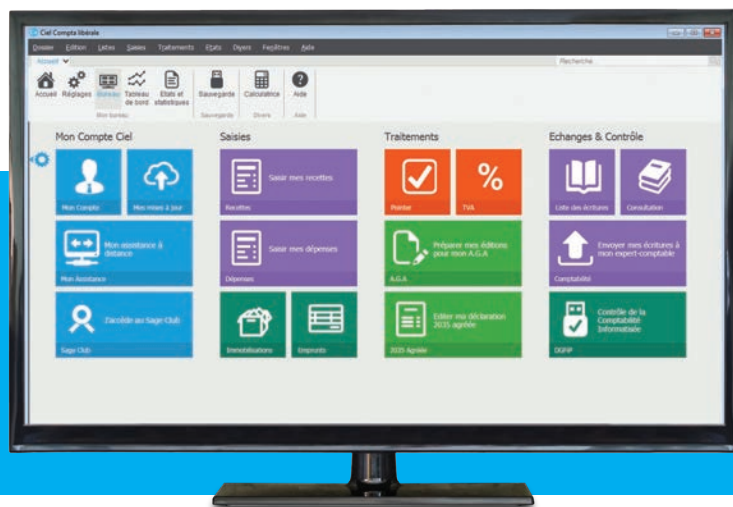 Ciel Compta libérale
Dossier Edition Listes Saisies Traitements Etats Divers Fenêtres Aide
Accueil
Recherche
Accueil Réglages Bureau Tableau de bord Etats et statistiques Sauvegarde Calculatrice Aide
Mon bureau Sauvegarde Divers Aide
Mon Compte Ciel Saisies Traitements Echanges & Contrôle
Mon Compte
Mes mises à jour
Saisir mes recettes
Recettes
%
Pointer
TVA
Liste des écritures
Consultation
Mon assistance à
distance
Mon Assistance
Saisir mes dépenses
Dépenses
Préparer mes éditions
pour mon A.G.A
A.G.A
Envoyer mes écritures à
mon expert-comptable
Comptabilité
J'accède au Sage Club
Sage Club
Immobilisations
Emprunts
Editer ma déclaration
2035 agréée
2035 Agréée
Contrôle de la
Comptabilité
Informatisée
DGFiP